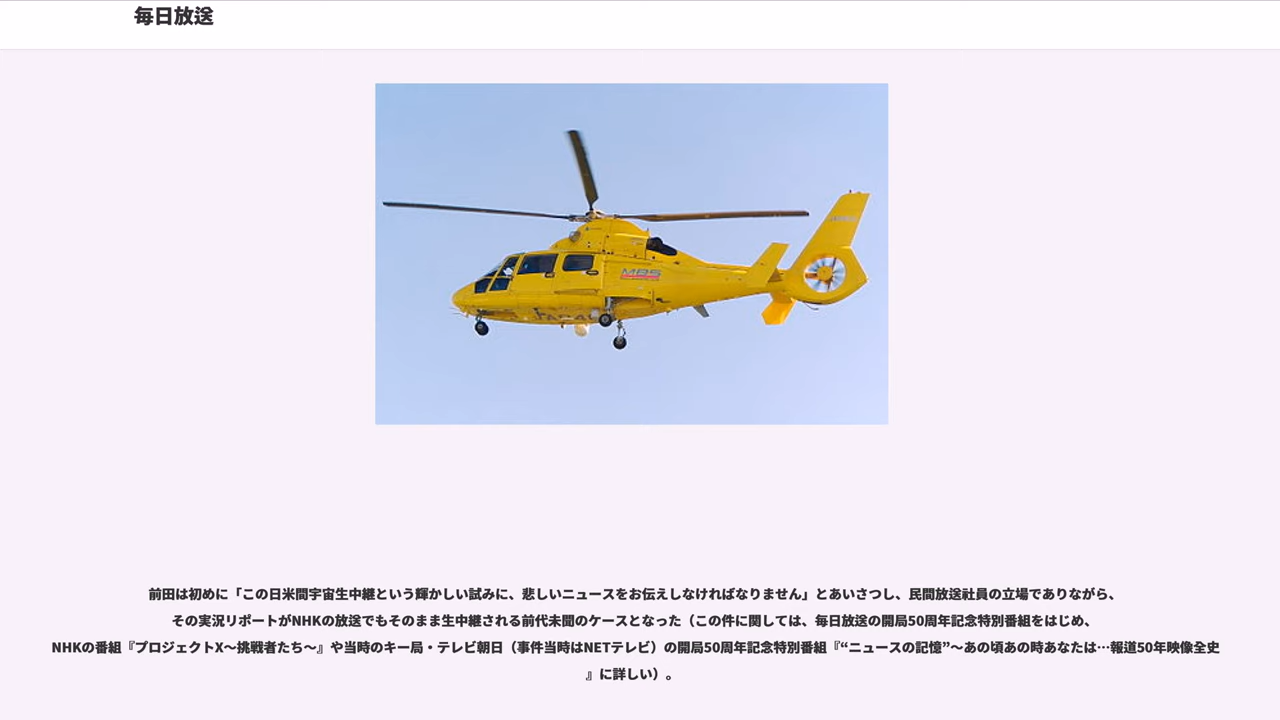 毎日放送
MBS
前田は初めに「この日米間宇宙生中継という輝かしい試みに、悲しいニュースをお伝えしなければなりません」とあいさつし、民間放送社員の立場でありながら、
その実況リポートがNHKの放送でもそのまま生中継される前代未聞のケースとなった（この件に関しては、毎日放送の開局50周年記念特別番組をはじめ、
NHKの番組『プロジェクトX〜挑戦者たち〜』や当時のキー局・テレビ朝日（事件当時はNETテレビ）の開局50周年記念特別番組『“ニュースの記憶”〜あの頃あの時あなたは…報道50年映像全史
』に詳しい）。